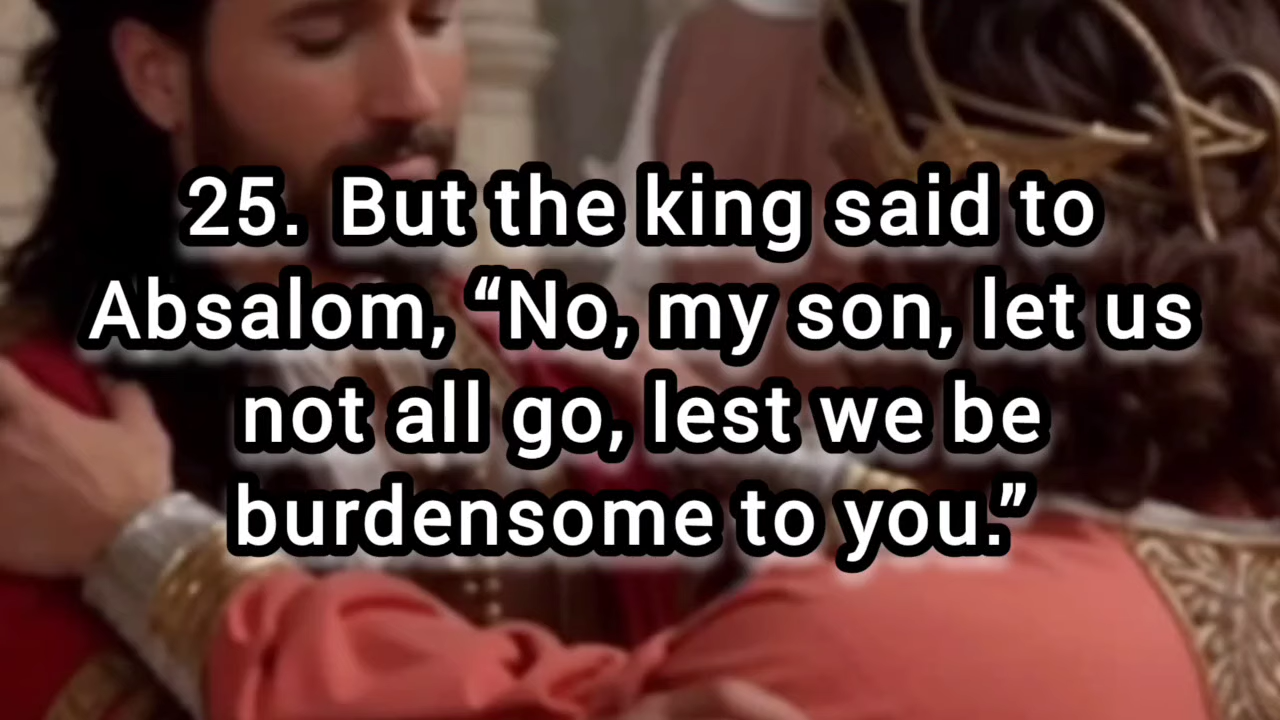 25. But the king said to
Absalom, “No, my son, let us
not all go, lest we be
burdensome to you.”